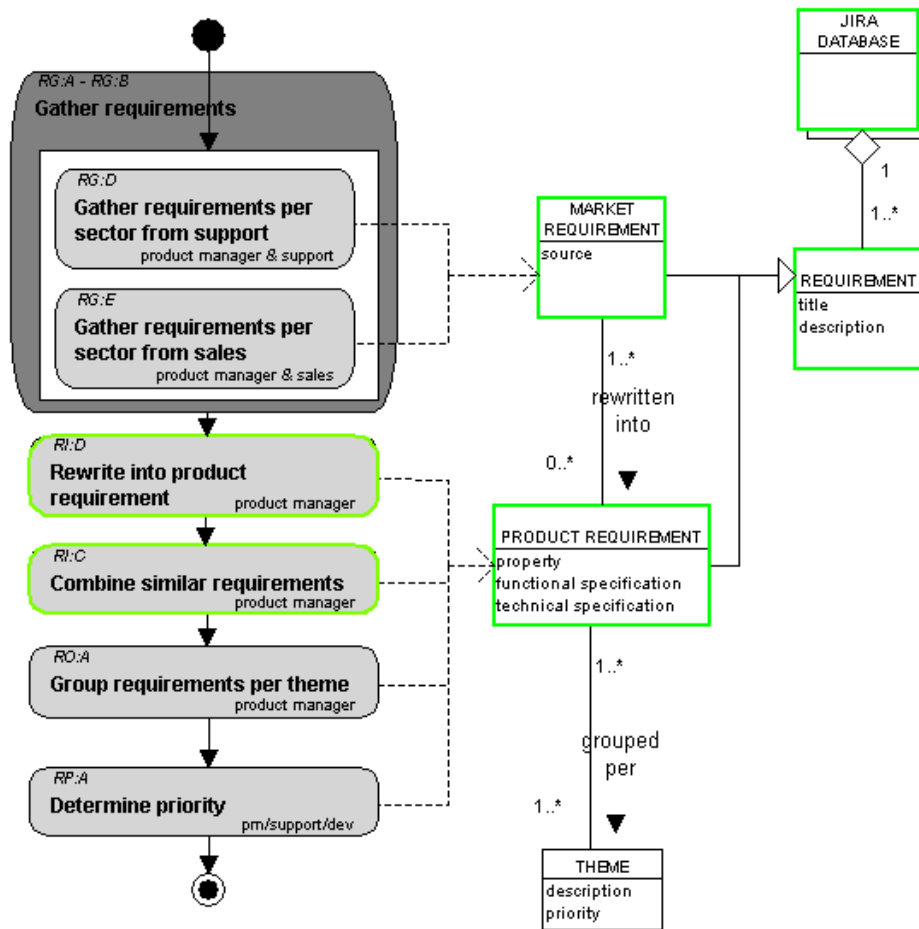 RG:A - RG:B
Gather requirements
RG:D
Gather requirements per
sector from support
product manager & support
RG:E
Gather requirements per
sector from sales
product manager & sales
RI:D
Rewrite into product
requirement
product manager
RI:C
Combine similar requirements
product manager
RO:A
Group requirements per theme
product manager
RP:A
Determine priority
pm/support/dev
JIRA
DATABASE
1
1..*
MARKET
REQUIREMENT
source
REQUIREMENT
title
description
1..*
rewritten
into
0..*
PRODUCT REQUIREMENT
property
functional specification
technical specification
1..*
grouped
per
1..*
THEME
description
priority